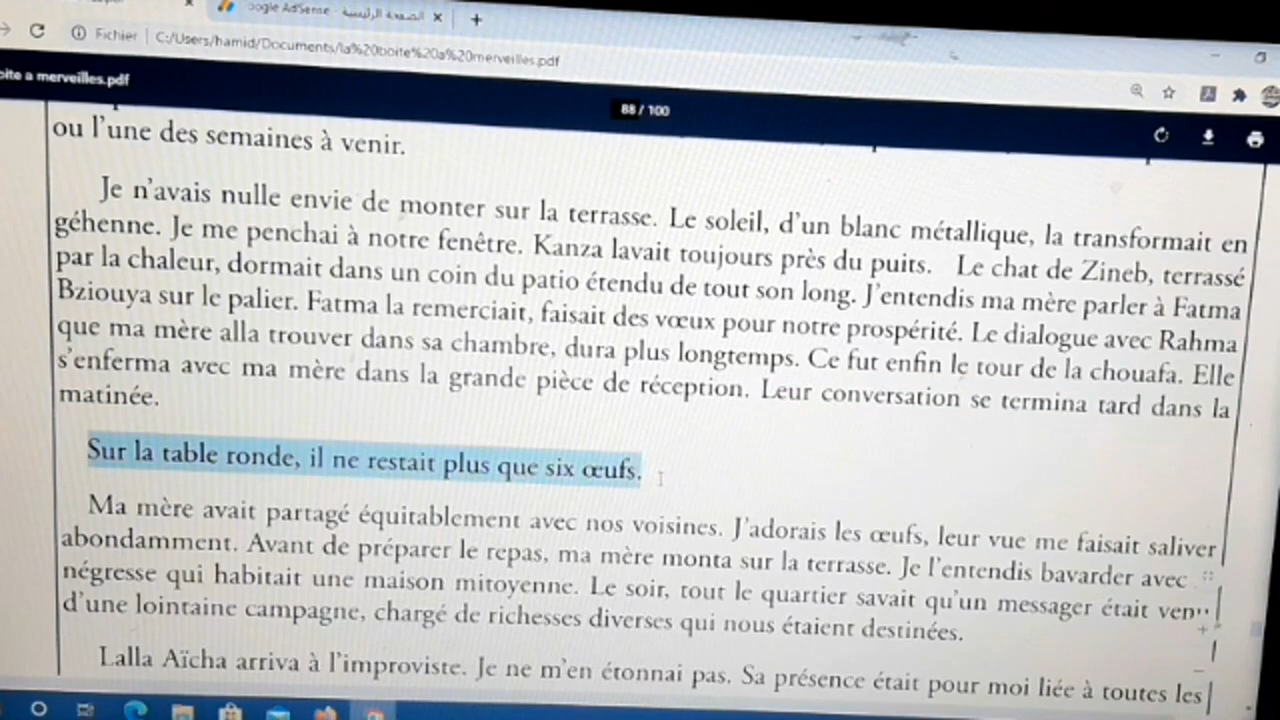 oogle AdSense - الصفحة الرئيسية
Fichier | C:/Users/hamid/Documents/la%20boite%20a%20merveilles.pdf
oite a merveilles.pdf
88 / 100
ou l'une des semaines à venir.
Je n'avais nulle envie de monter sur la terrasse. Le soleil, d'un blanc métallique, la transformait en
géhenne. Je me penchai à notre fenêtre. Kanza lavait toujours près du puits. Le chat de Zineb, terrassé
par la chaleur, dormait dans un coin du patio étendu de tout son long. J'entendis ma mère parler à Fatma
Bziouya sur le palier. Fatma la remerciait, faisait des vœux pour notre prospérité. Le dialogue avec Rahma
que ma mère alla trouver dans sa chambre, dura plus longtemps. Ce fut enfin le tour de la chouafa. Elle
s'enferma avec ma mère dans la grande pièce de réception. Leur conversation se termina tard dans la
matinée.
Sur la table ronde, il ne restait plus que six œufs.
Ma mère avait partagé équitablement avec nos voisines. J'adorais les œufs, leur vue me faisait saliver
abondamment. Avant de préparer le repas, ma mère monta sur la terrasse. Je l'entendis bavarder avec
négresse qui habitait une maison mitoyenne. Le soir, tout le quartier savait qu'un messager était ven
d'une lointaine campagne, chargé de richesses diverses qui nous étaient destinées.
Lalla Aïcha arriva à l'improviste. Je ne m'en étonnai pas. Sa présence était pour moi liée à toutes les